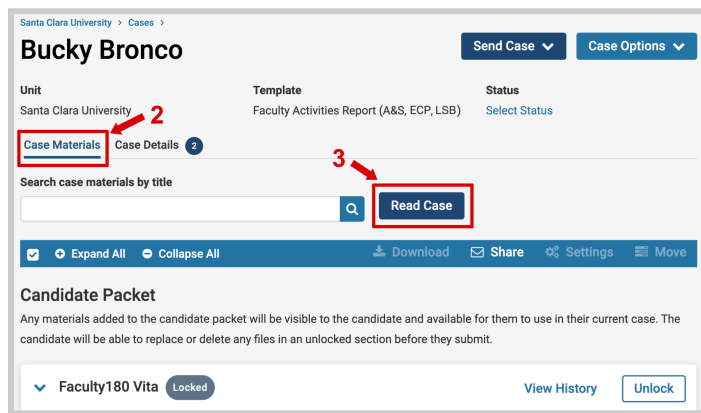 Santa Clara University > Cases >
Bucky Bronco
Send Case
Case Options
Unit
Template
Status
Santa Clara University
Faculty Activities Report (A&S, ECP, LSB)
Select Status
2
Case Materials
Case Details 2
3
Search case materials by title
Read Case
Expand All
Collapse All
Download
Share
Settings
Move
Candidate Packet
Any materials added to the candidate packet will be visible to the candidate and available for them to use in their current case. The
candidate will be able to replace or delete any files in an unlocked section before they submit.
Faculty180 Vita
Locked
View History
Unlock